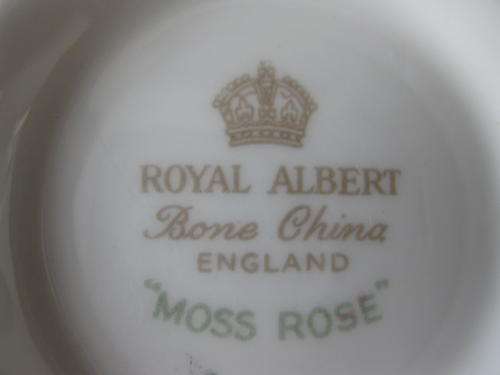 ROYAL ALBERT
Bone China
ENGLAND
"MOSS ROSE"